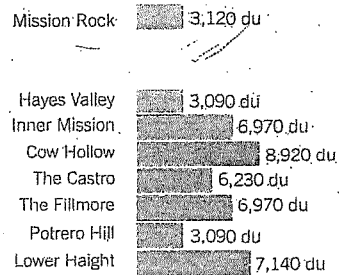 Mission Rock 3,120 du
Hayes Valley 3,090 du
Inner Mission 6,970 du
Cow Hollow 8,920 du
The Castro 6,230 du
The Fillmore 6,970 du
Potrero Hill 3,090 du
Lower Haight 7,140 du